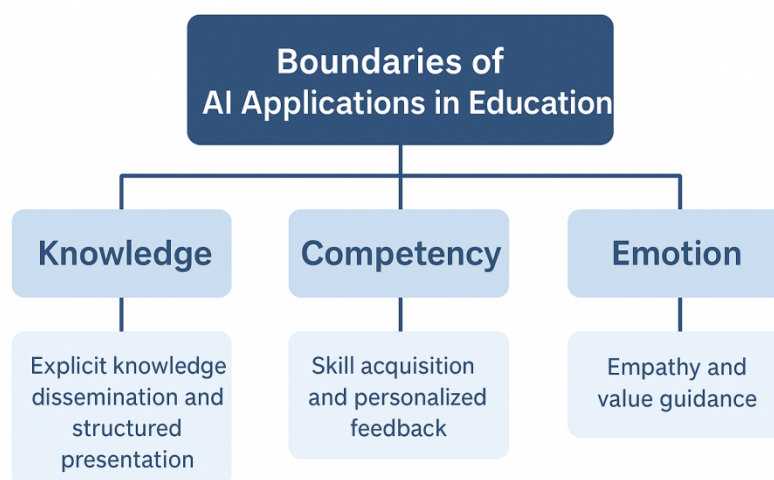 Boundaries of
AI Applications in Education
Knowledge
Competency
Emotion
Explicit knowledge
dissemination and
structured
presentation
Skill acquisition
and personalized
feedback
Empathy and
value guidance